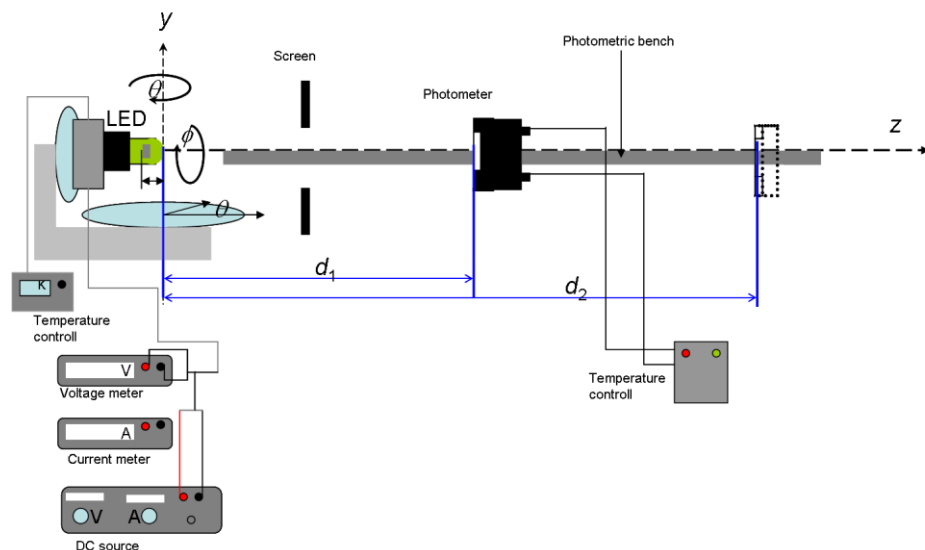 y
Photometric bench
Screen
θ
Photometer
LED
ϕ
z
θ
d₁
d₂
K
Temperature
controll
V
Voltage meter
Temperature
controll
A
Current meter
V
A
DC source